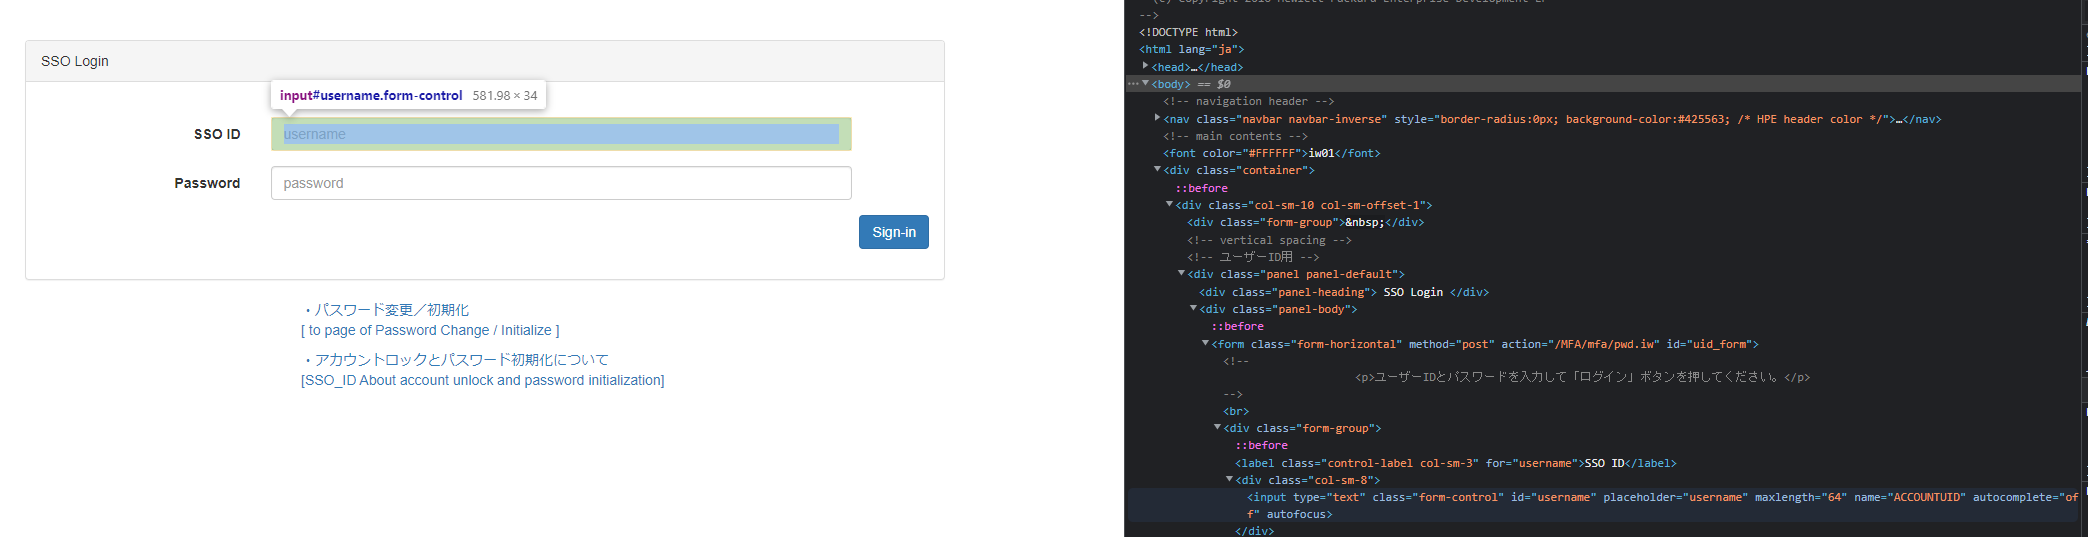 SSO Login
input#username.form-control 581.98 × 34
SSO ID
username
Password
password
Sign-in
・パスワード変更／初期化
[ to page of Password Change / Initialize ]
・アカウントロックとパスワード初期化について
[SSO_ID About account unlock and password initialization]
(c) Copyright 2016 Hewlett Packard Enterprise Development LP
-->
<!DOCTYPE html>
<html lang="ja">
<head>…</head>
<body> == $0
<!-- navigation header -->
<nav class="navbar navbar-inverse" style="border-radius:0px; background-color:#425563; /* HPE header color */">…</nav>
<!-- main contents -->
<font color="#FFFFFF">iw01</font>
<div class="container">
::before
<div class="col-sm-10 col-sm-offset-1">
<div class="form-group">&nbsp;</div>
<!-- vertical spacing -->
<!-- ユーザーID用 -->
<div class="panel panel-default">
<div class="panel-heading"> SSO Login </div>
<div class="panel-body">
::before
<form class="form-horizontal" method="post" action="/MFA/mfa/pwd.iw" id="uid_form">
<!--
<p>ユーザーIDとパスワードを入力して「ログイン」ボタンを押してください。</p>
-->
<br>
<div class="form-group">
::before
<label class="control-label col-sm-3" for="username">SSO ID</label>
<div class="col-sm-8">
<input type="text" class="form-control" id="username" placeholder="username" maxlength="64" name="ACCOUNTUID" autocomplete="of
f" autofocus>
</div>